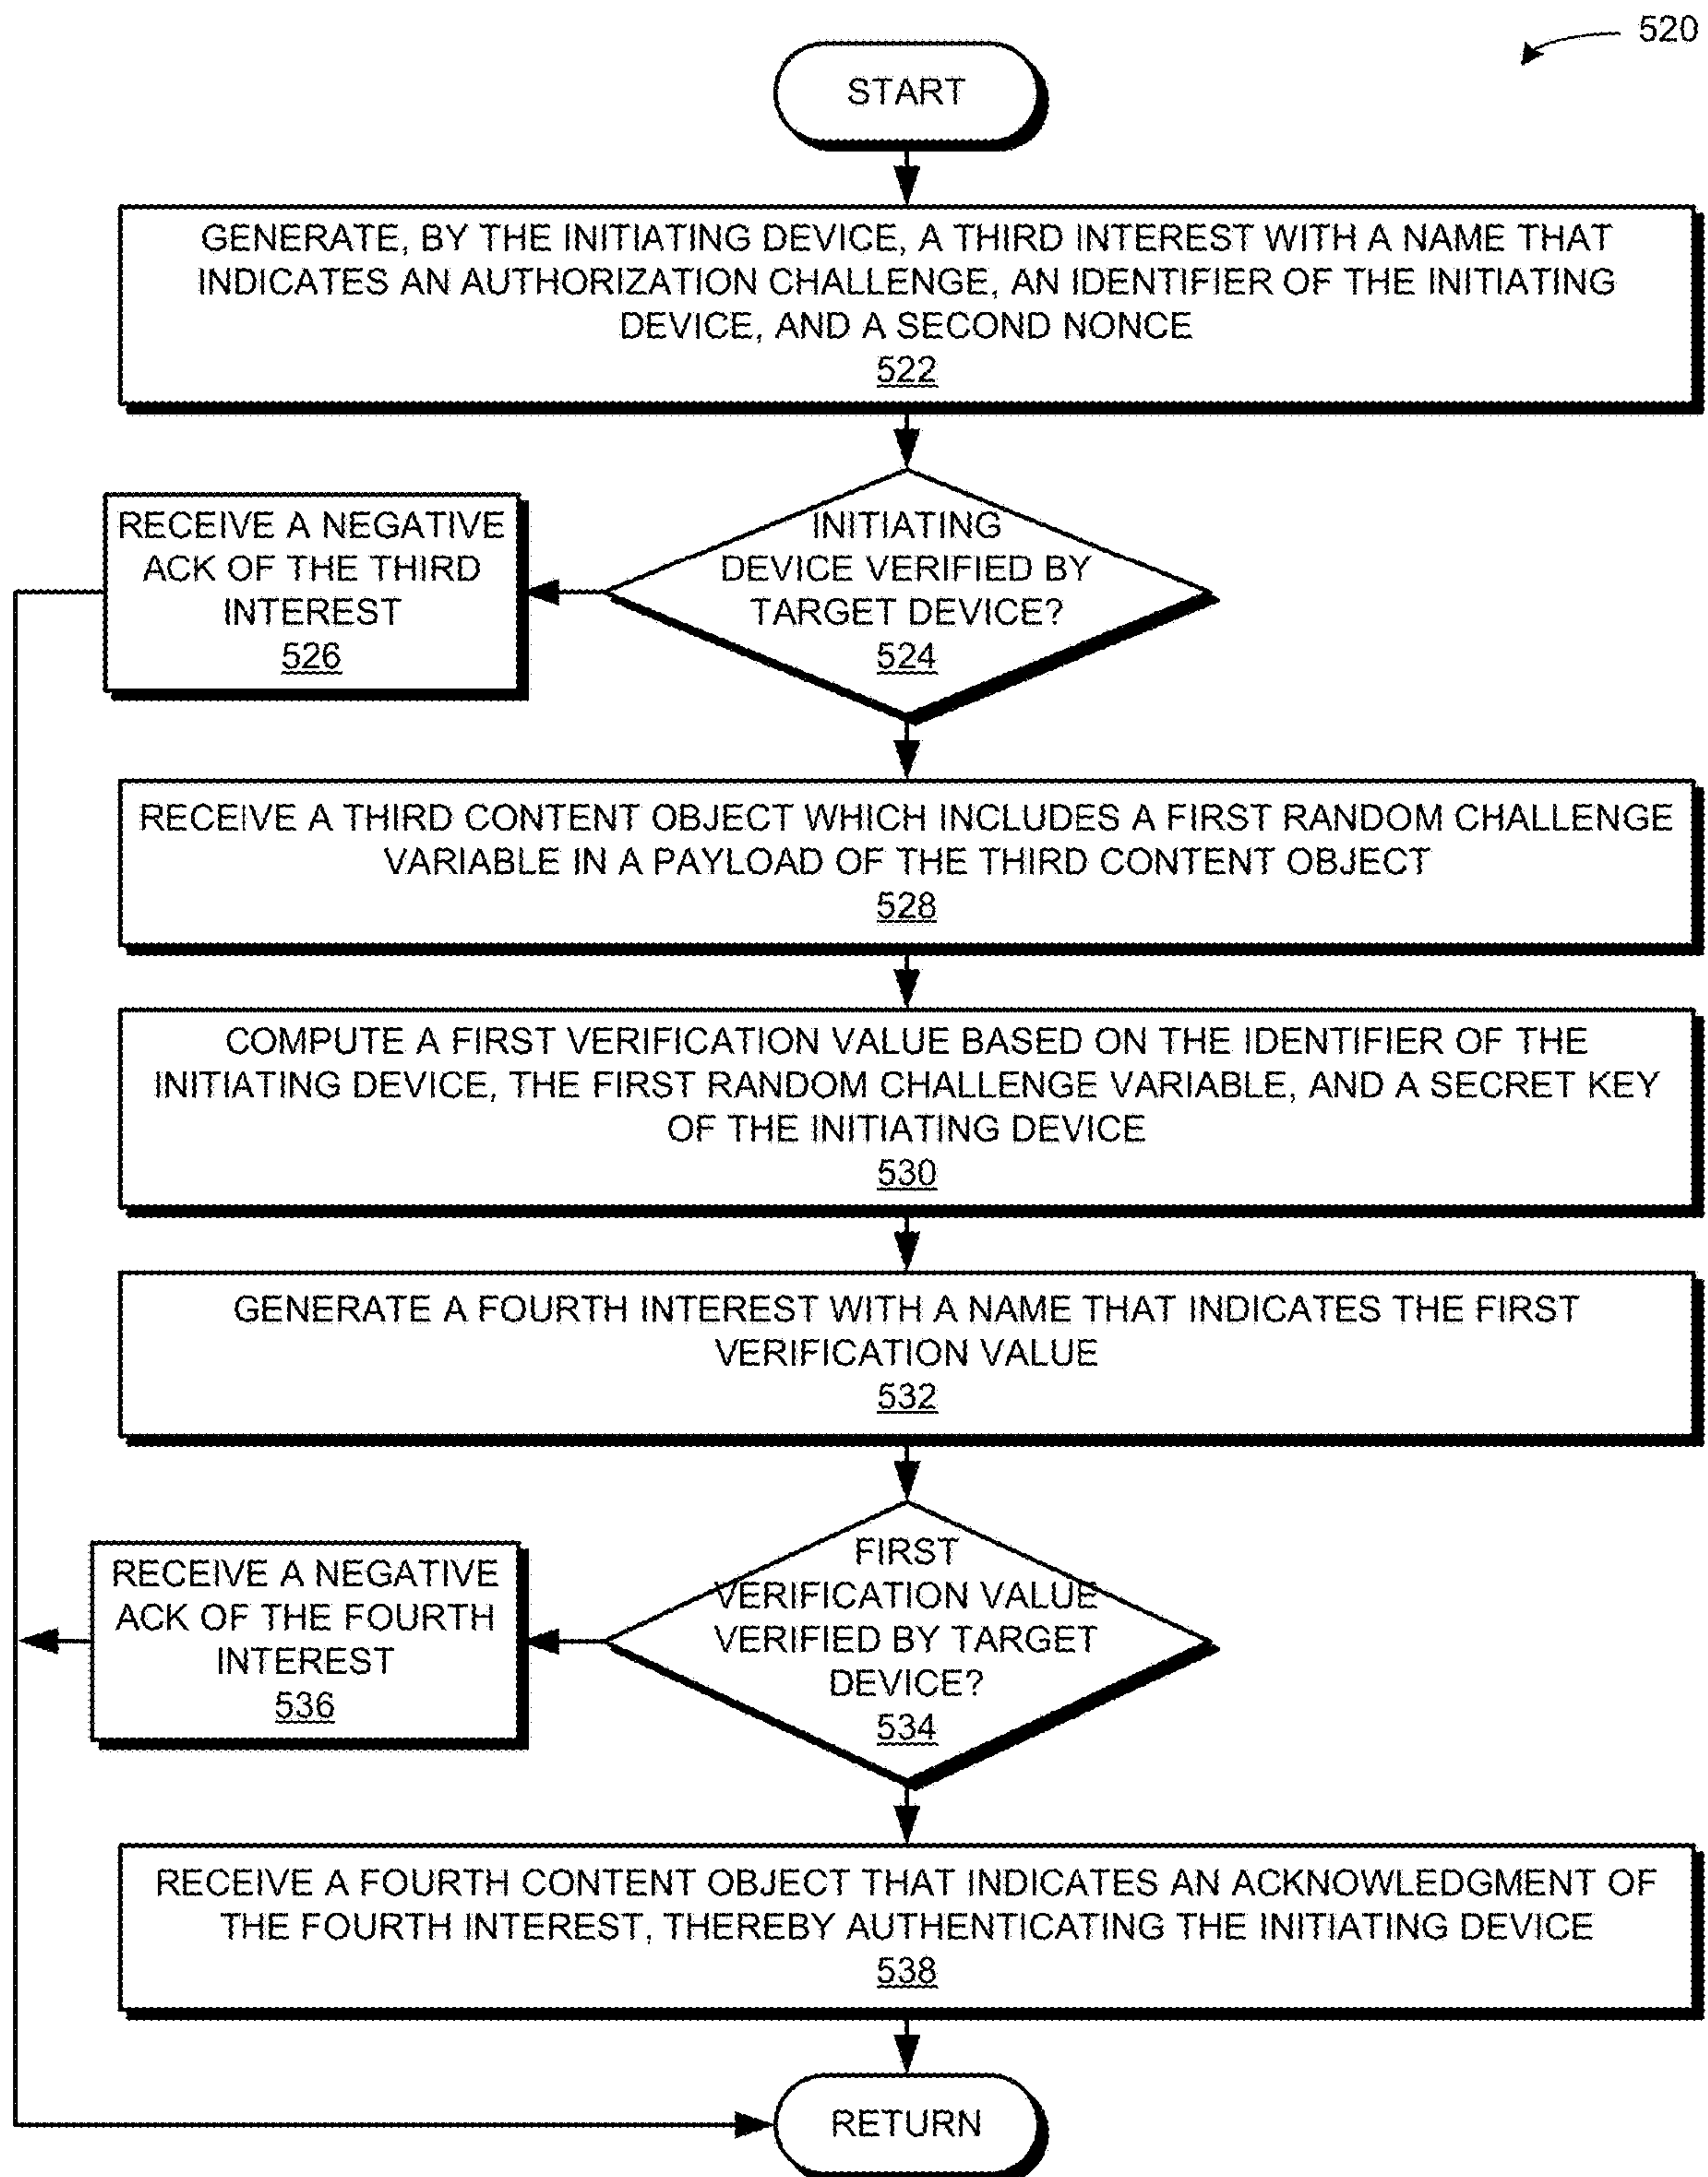 520
START
GENERATE, BY THE INITIATING DEVICE, A THIRD INTEREST WITH A NAME THAT
INDICATES AN AUTHORIZATION CHALLENGE, AN IDENTIFIER OF THE INITIATING
DEVICE, AND A SECOND NONCE
522
INITIATING
DEVICE VERIFIED BY
TARGET DEVICE?
524
RECEIVE A NEGATIVE
ACK OF THE THIRD
INTEREST
526
RECEIVE A THIRD CONTENT OBJECT WHICH INCLUDES A FIRST RANDOM CHALLENGE
VARIABLE IN A PAYLOAD OF THE THIRD CONTENT OBJECT
528
COMPUTE A FIRST VERIFICATION VALUE BASED ON THE IDENTIFIER OF THE
INITIATING DEVICE, THE FIRST RANDOM CHALLENGE VARIABLE, AND A SECRET KEY
OF THE INITIATING DEVICE
530
GENERATE A FOURTH INTEREST WITH A NAME THAT INDICATES THE FIRST
VERIFICATION VALUE
532
FIRST
VERIFICATION VALUE
VERIFIED BY TARGET
DEVICE?
534
RECEIVE A NEGATIVE
ACK OF THE FOURTH
INTEREST
536
RECEIVE A FOURTH CONTENT OBJECT THAT INDICATES AN ACKNOWLEDGMENT OF
THE FOURTH INTEREST, THEREBY AUTHENTICATING THE INITIATING DEVICE
538
RETURN